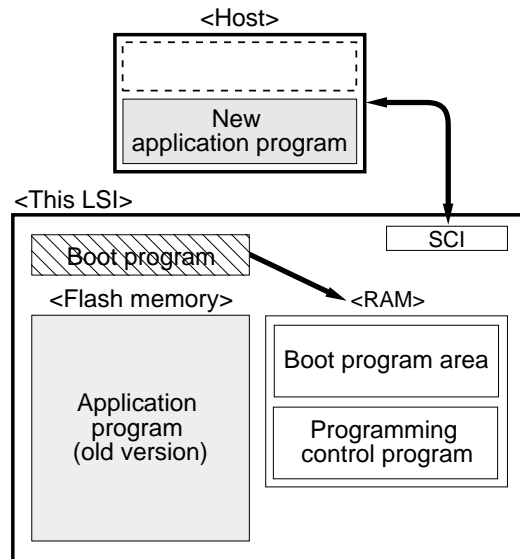 <Host>
New
application program
<This LSI>
SCI
Boot program
<Flash memory>
<RAM>
Application
program
(old version)
Boot program area
Programming
control program